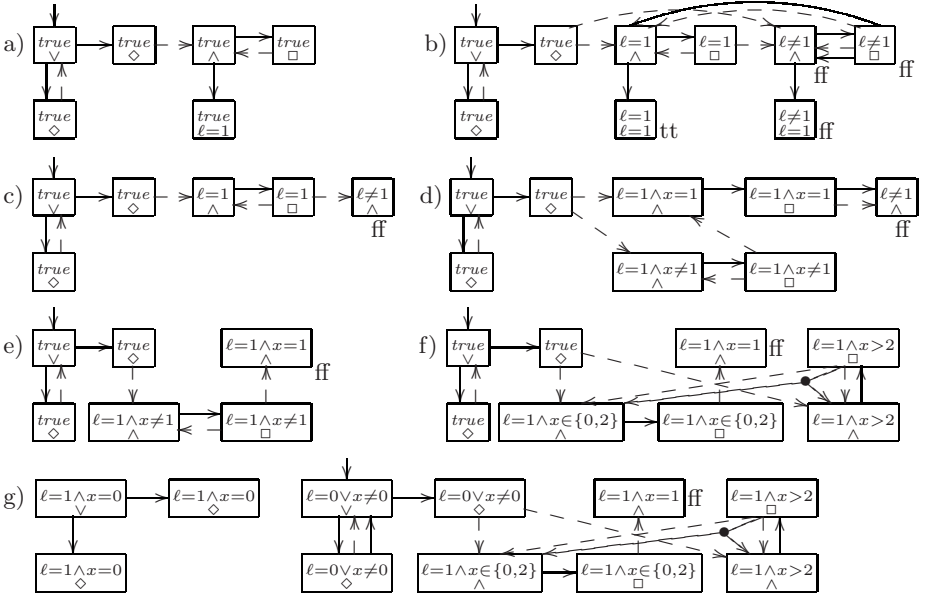 a) true ∨ true ◇ true ∧ true □
true ◇ true ℓ=1
b) true ∨ true ◇ ℓ=1 ∧ ℓ=1 □ ℓ≠1 ∧ ff ℓ≠1 □ ff
true ◇ ℓ=1 ℓ=1 tt ℓ≠1 ℓ=1 ff
c) true ∨ true ◇ ℓ=1 ∧ ℓ=1 □ ℓ≠1 ∧ ff
true ◇
d) true ∨ true ◇ ℓ=1∧x=1 ∧ ℓ=1∧x=1 □ ℓ≠1 ∧ ff
true ◇ ℓ=1∧x≠1 ∧ ℓ=1∧x≠1 □
e) true ∨ true ◇ ℓ=1∧x=1 ∧ ff
true ◇ ℓ=1∧x≠1 ∧ ℓ=1∧x≠1 □
f) true ∨ true ◇ ℓ=1∧x=1 ∧ ff ℓ=1∧x>2 □
true ◇ ℓ=1∧x∈{0,2} ∧ ℓ=1∧x∈{0,2} □ ℓ=1∧x>2 ∧
g) ℓ=1∧x=0 ∨ ℓ=1∧x=0 ◇ ℓ=0∨x≠0 ∨ ℓ=0∨x≠0 ◇ ℓ=1∧x=1 ∧ ff ℓ=1∧x>2 □
ℓ=1∧x=0 ◇ ℓ=0∨x≠0 ◇ ℓ=1∧x∈{0,2} ∧ ℓ=1∧x∈{0,2} □ ℓ=1∧x>2 ∧